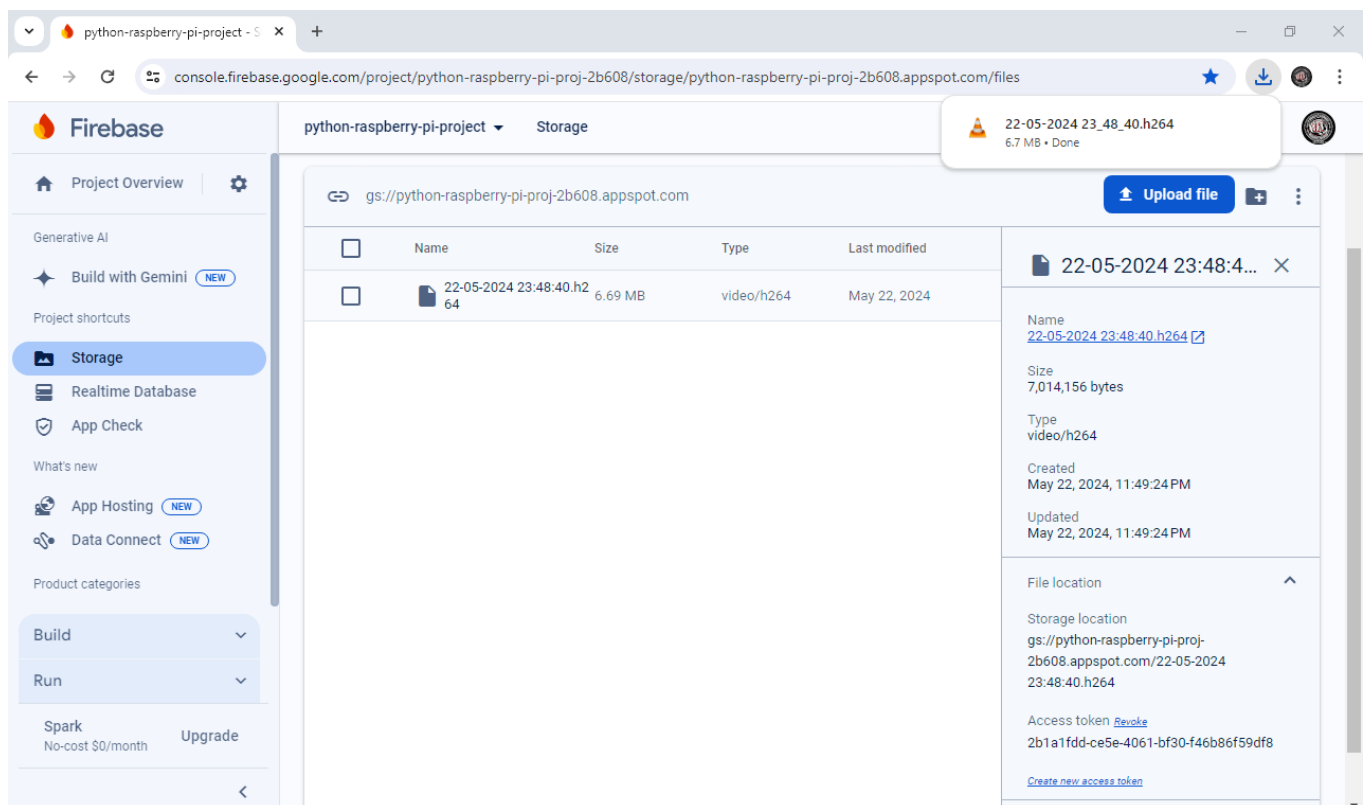 python-raspberry-pi-project - S
console.firebase.google.com/project/python-raspberry-pi-proj-2b608/storage/python-raspberry-pi-proj-2b608.appspot.com/files
22-05-2024 23_48_40.h264
6.7 MB • Done
Firebase
Project Overview
Generative AI
Build with Gemini NEW
Project shortcuts
Storage
Realtime Database
App Check
What's new
App Hosting NEW
Data Connect NEW
Product categories
Build
Run
Spark
No-cost $0/month
Upgrade
python-raspberry-pi-project
Storage
gs://python-raspberry-pi-proj-2b608.appspot.com
Upload file
Name Size Type Last modified
22-05-2024 23:48:40.h2
64
6.69 MB video/h264 May 22, 2024
22-05-2024 23:48:4...
Name
22-05-2024 23:48:40.h264
Size
7,014,156 bytes
Type
video/h264
Created
May 22, 2024, 11:49:24 PM
Updated
May 22, 2024, 11:49:24 PM
File location
Storage location
gs://python-raspberry-pi-proj-
2b608.appspot.com/22-05-2024
23:48:40.h264
Access token Revoke
2b1a1fdd-ce5e-4061-bf30-f46b86f59df8
Create new access token